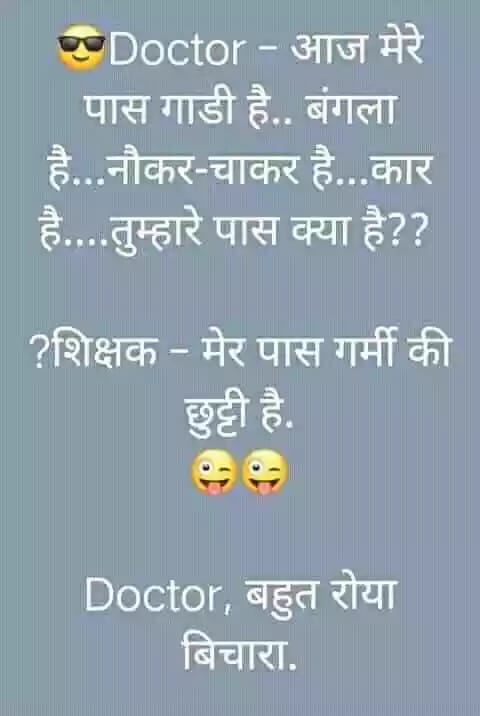 😎Doctor – आज मेरे
पास गाडी है.. बंगला
है...नौकर-चाकर है...कार
है....तुम्हारे पास क्या है??
?शिक्षक – मेर पास गर्मी की
छुट्टी है.
😜😜
Doctor, बहुत रोया
बिचारा.